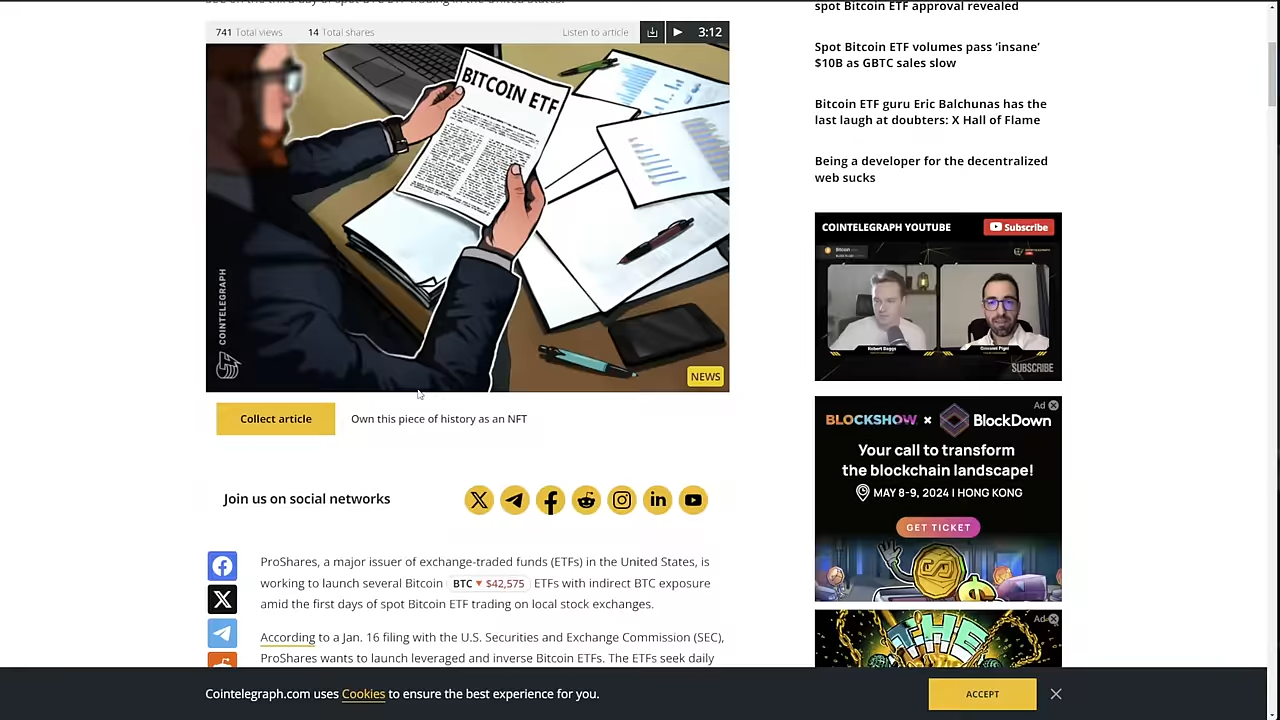 741 Total views 14 Total shares Listen to article 3:12
BITCOIN ETF
COINTELEGRAPH
NEWS
Collect article Own this piece of history as an NFT
Join us on social networks
ProShares, a major issuer of exchange-traded funds (ETFs) in the United States, is
working to launch several Bitcoin BTC ▼ $42,575 ETFs with indirect BTC exposure
amid the first days of spot Bitcoin ETF trading on local stock exchanges.
According to a Jan. 16 filing with the U.S. Securities and Exchange Commission (SEC),
ProShares wants to launch leveraged and inverse Bitcoin ETFs. The ETFs seek daily
spot Bitcoin ETF approval revealed
Spot Bitcoin ETF volumes pass ‘insane’
$10B as GBTC sales slow
Bitcoin ETF guru Eric Balchunas has the
last laugh at doubters: X Hall of Flame
Being a developer for the decentralized
web sucks
COINTELEGRAPH YOUTUBE Subscribe
Bitcoin
Robert Baggs
SUBSCRIBE
Ad
BLOCKSHOW × BlockDown
Your call to transform
the blockchain landscape!
MAY 8-9, 2024 | HONG KONG
GET TICKET
Ad
THE
Cointelegraph.com uses Cookies to ensure the best experience for you.
ACCEPT